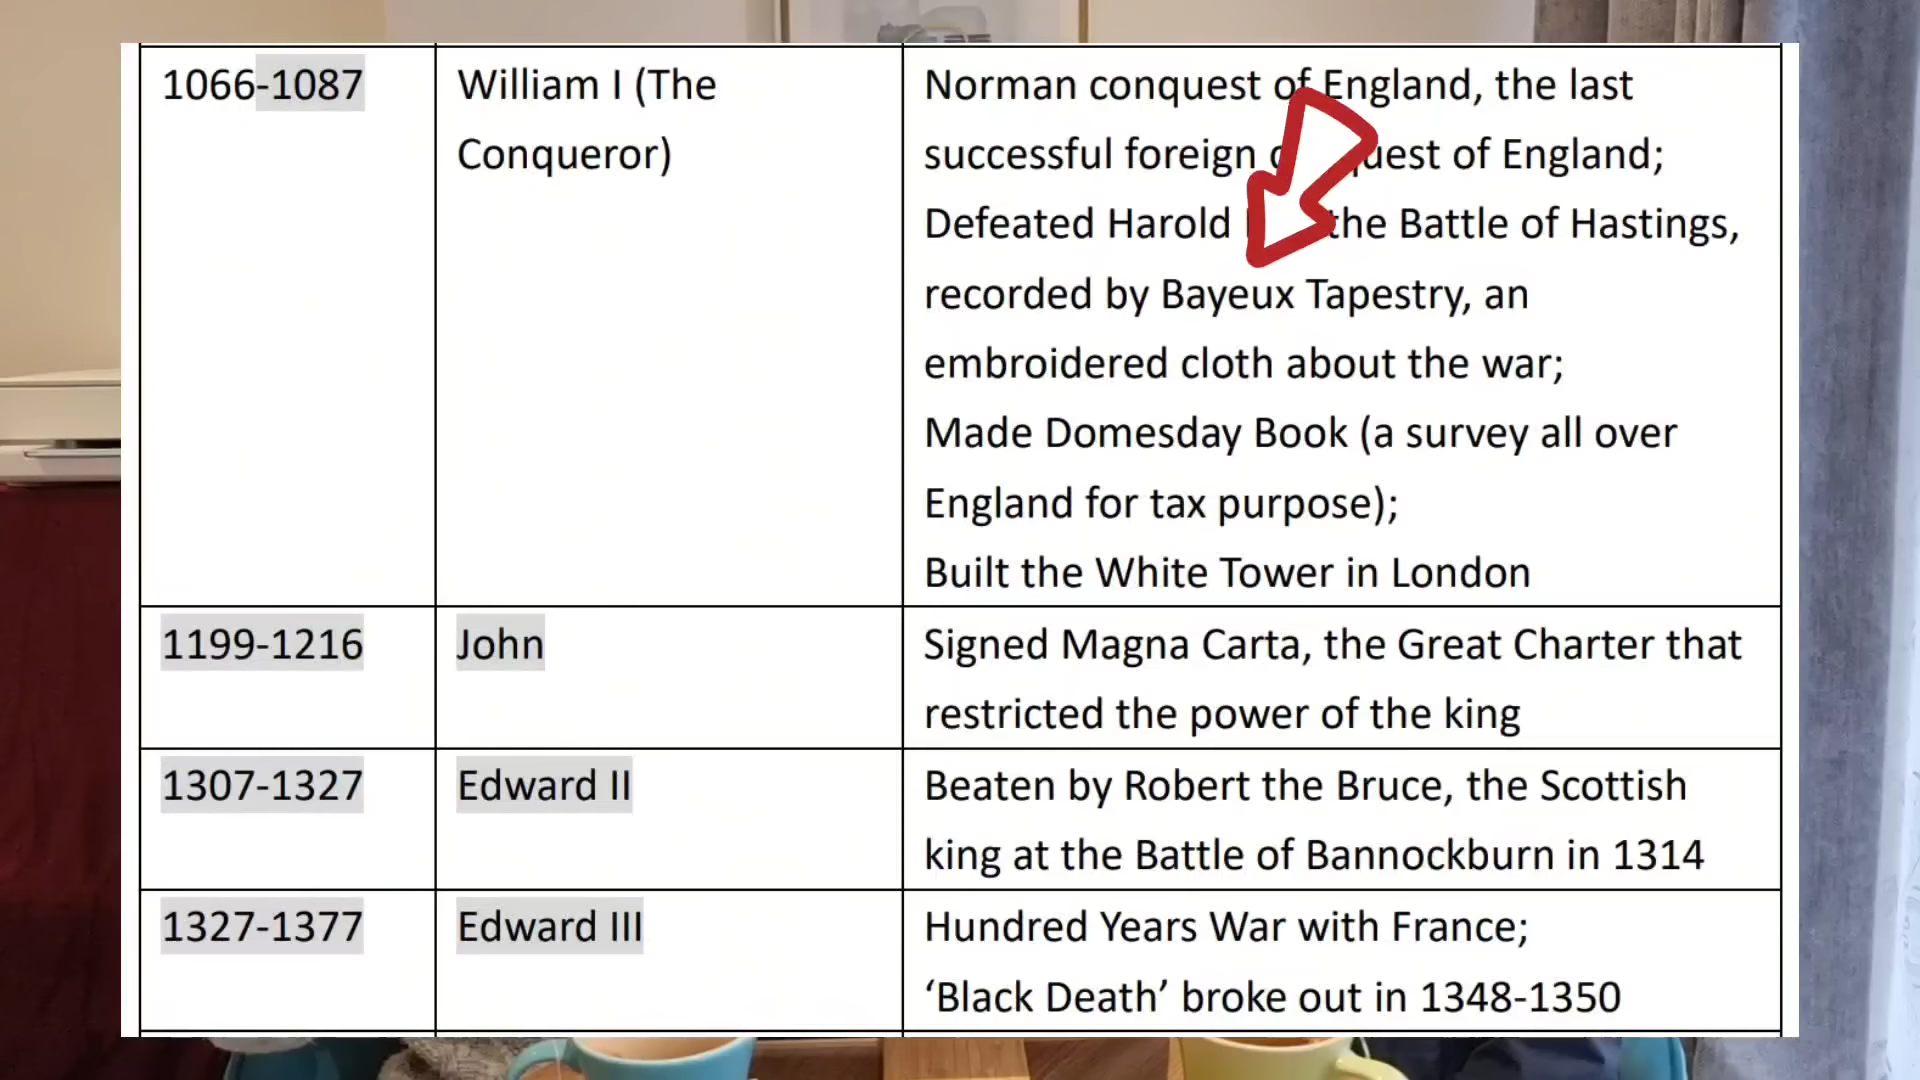 1066-1087
William I (The
Conqueror)
Norman conquest of England, the last
successful foreign quest of England;
Defeated Harold the Battle of Hastings,
recorded by Bayeux Tapestry, an
embroidered cloth about the war;
Made Domesday Book (a survey all over
England for tax purpose);
Built the White Tower in London
1199-1216
John
Signed Magna Carta, the Great Charter that
restricted the power of the king
1307-1327
Edward II
Beaten by Robert the Bruce, the Scottish
king at the Battle of Bannockburn in 1314
1327-1377
Edward III
Hundred Years War with France;
‘Black Death’ broke out in 1348-1350